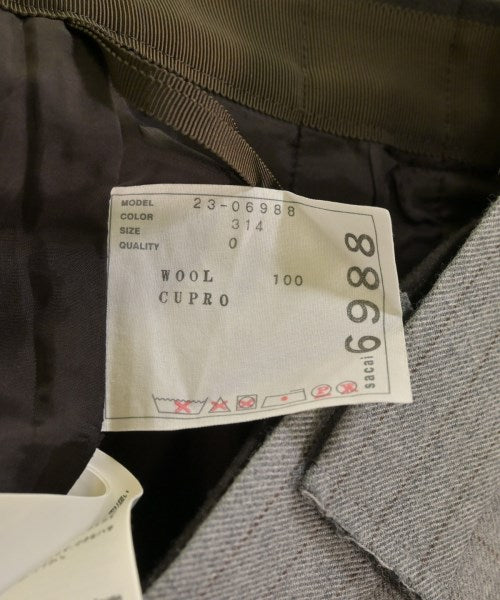 MODEL 23-06988
COLOR 314
SIZE 0
QUALITY
WOOL 100
CUPRO
sacai 6988
P